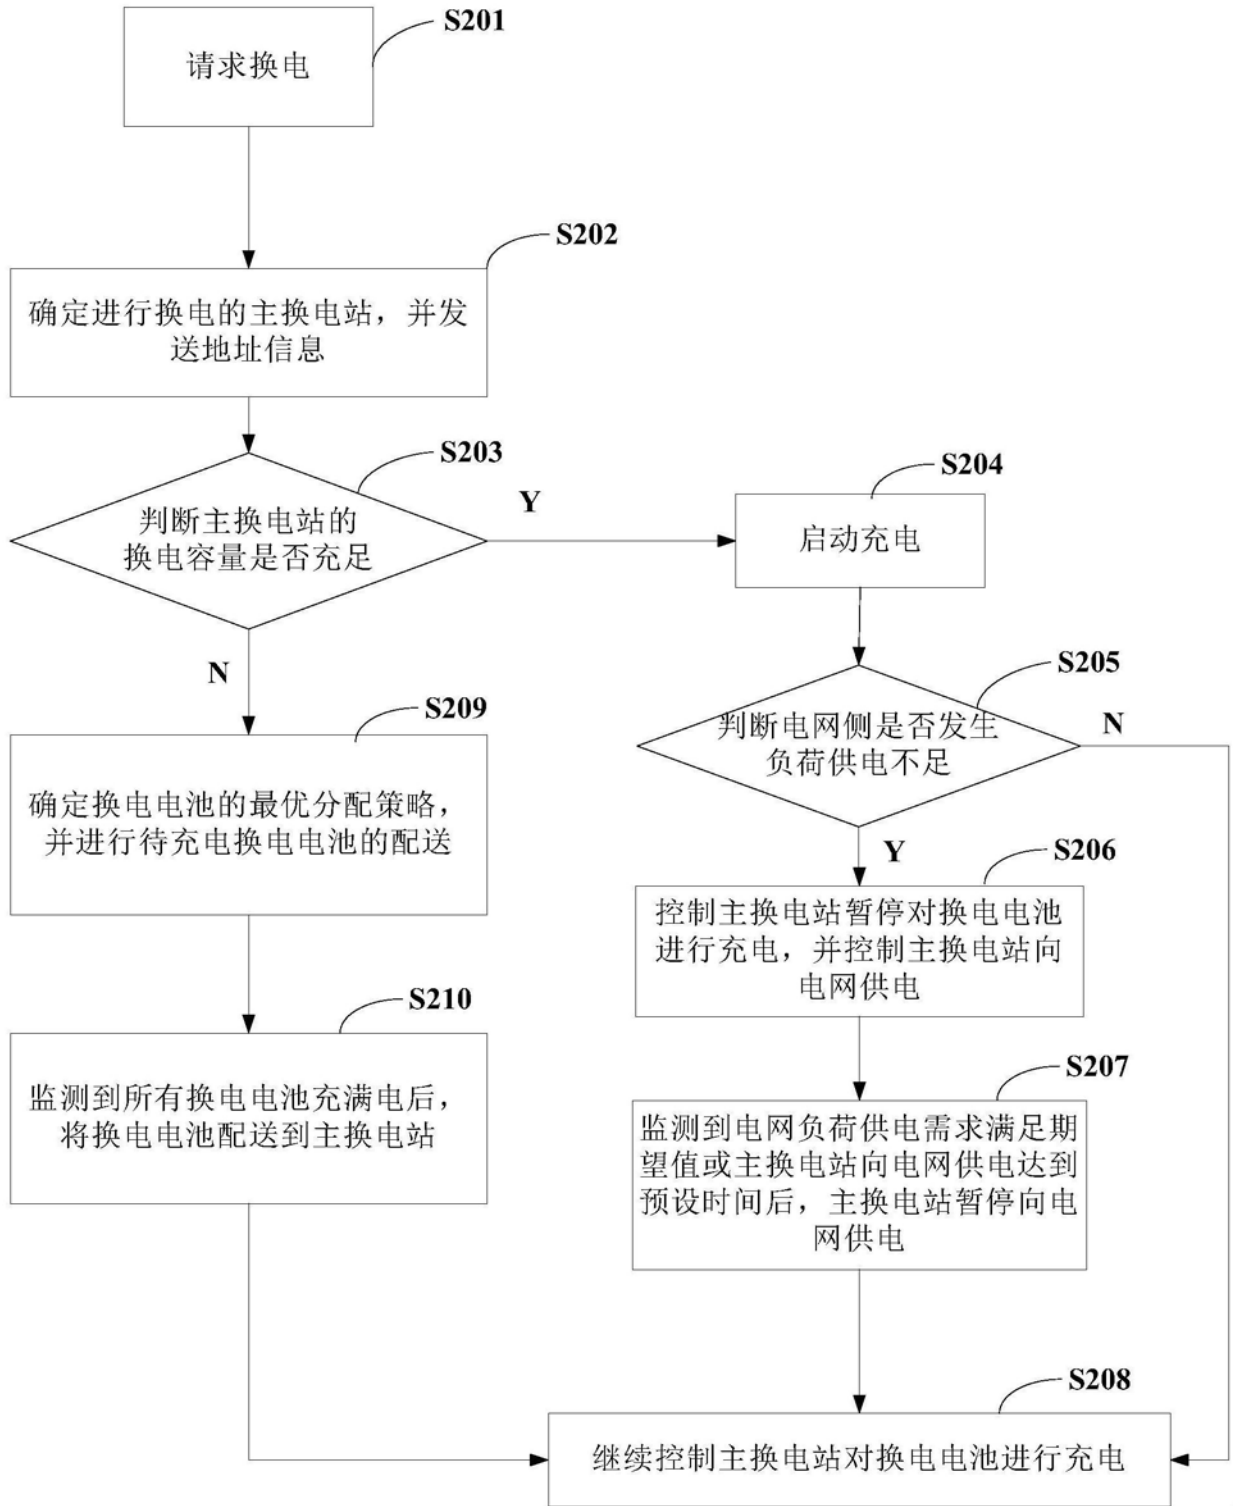 S201
请求换电
S202
确定进行换电的主换电站，并发
送地址信息
S203
判断主换电站的
换电容量是否充足
Y
N
S204
启动充电
S205
判断电网侧是否发生
负荷供电不足
N
Y
S206
控制主换电站暂停对换电电池
进行充电，并控制主换电站向
电网供电
S207
监测到电网负荷供电需求满足期
望值或主换电站向电网供电达到
预设时间后，主换电站暂停向电
网供电
S209
确定换电电池的最优分配策略，
并进行待充电换电电池的配送
S210
监测到所有换电电池充满电后，
将换电电池配送到主换电站
S208
继续控制主换电站对换电电池进行充电